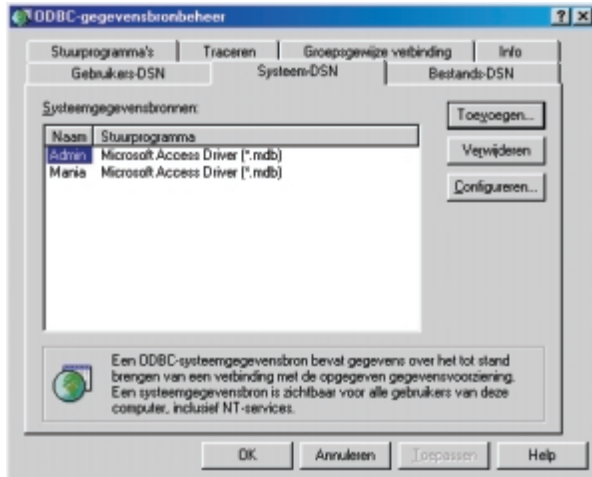 ODBC-gegevensbronbeheer
Stuurprogramma's Traceren Groepsgewijze verbinding Info
Gebruikers-DSN Systeem-DSN Bestands-DSN
Systeemgegevensbronnen:
Toevoegen...
Naam Stuurprogramma
Admin Microsoft Access Driver (*.mdb)
Mania Microsoft Access Driver (*.mdb)
Verwijderen
Configureren...
Een ODBC-systeemgegevensbron bevat gegevens over het tot stand
brengen van een verbinding met de opgegeven gegevensvoorziening.
Een systeemgegevensbron is zichtbaar voor alle gebruikers van deze
computer, inclusief NT-services.
OK Annuleren Toepassen Help